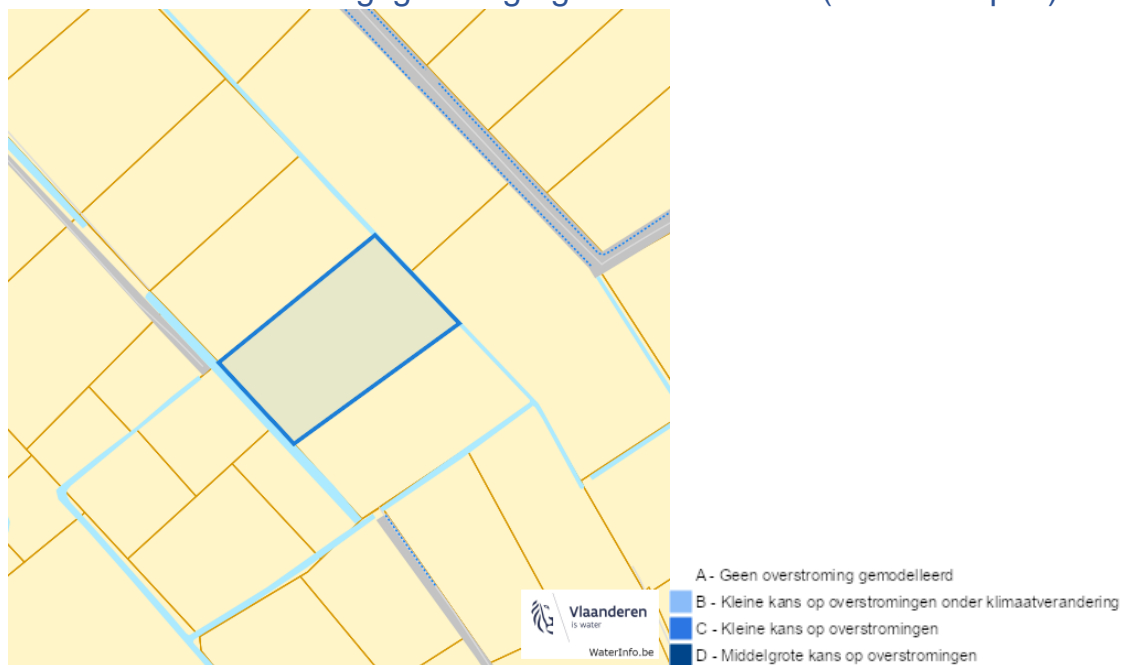 A - Geen overstroming gemodelleerd
B - Kleine kans op overstromingen onder klimaatverandering
C - Kleine kans op overstromingen
D - Middelgrote kans op overstromingen
Vlaanderen
is water
WaterInfo.be